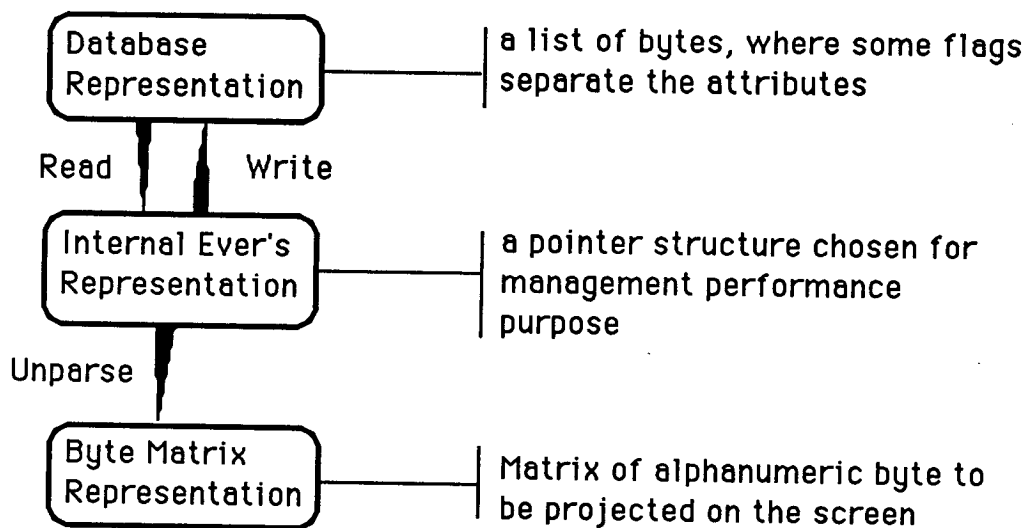 Database
Representation
a list of bytes, where some flags
separate the attributes
Read
Write
Internal Ever's
Representation
a pointer structure chosen for
management performance
purpose
Unparse
Byte Matrix
Representation
Matrix of alphanumeric byte to
be projected on the screen